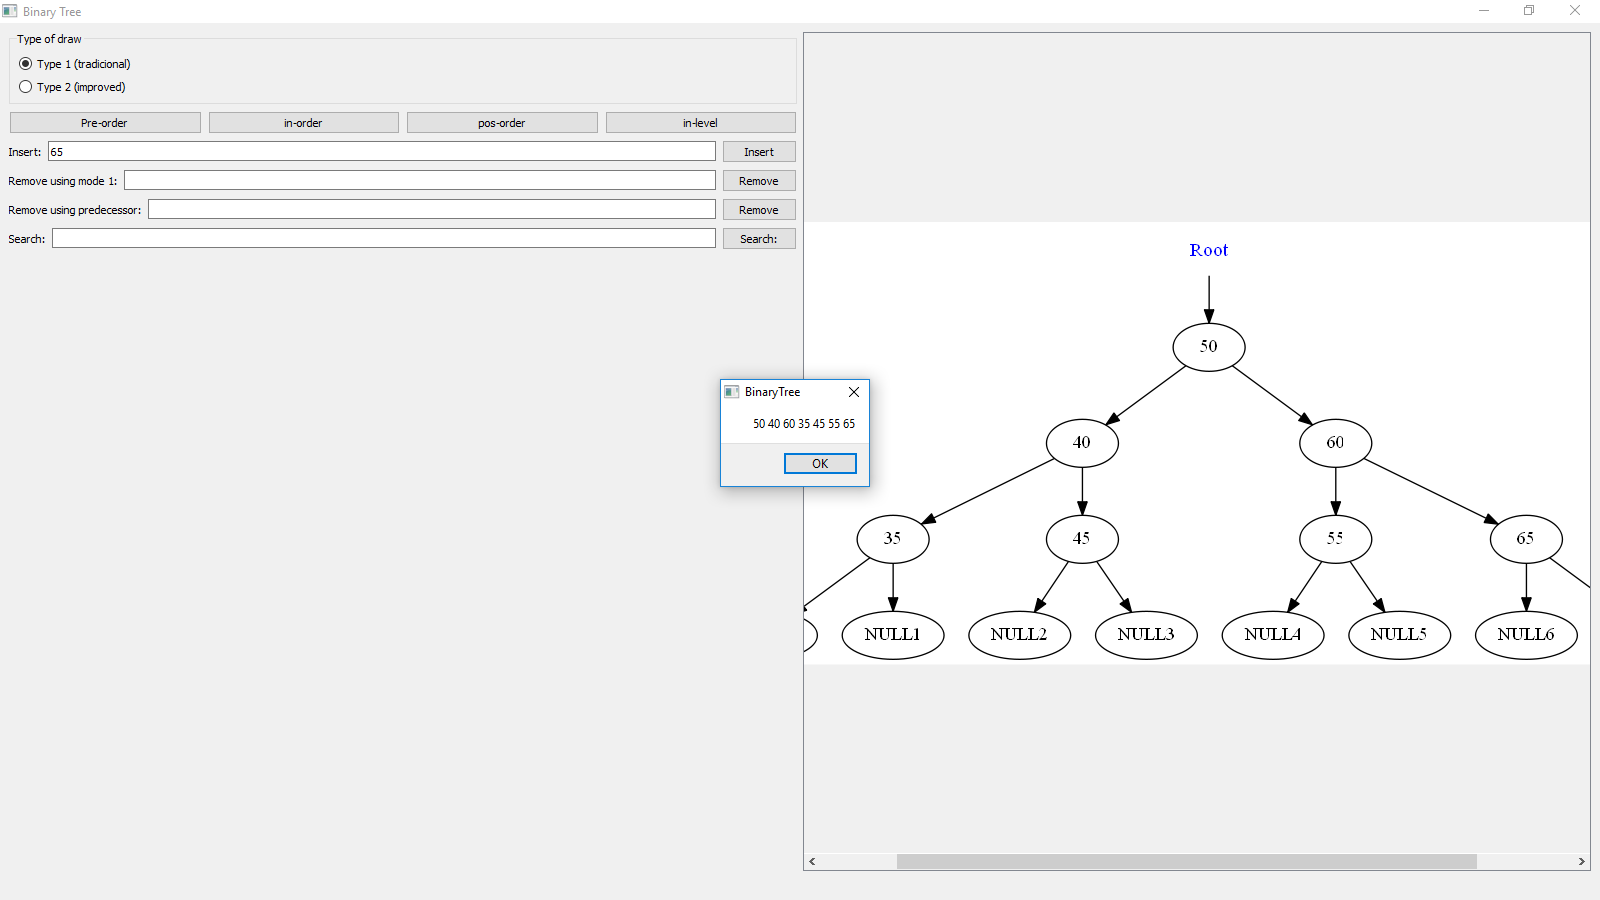 Binary Tree
Type of draw
Type 1 (tradicional)
Type 2 (improved)
Pre-order in-order pos-order in-level
Insert: 65 Insert
Remove using mode 1: Remove
Remove using predecessor: Remove
Search: Search:
BinaryTree
50 40 60 35 45 55 65
OK
Root
50
40 60
35 45 55 65
NULL1 NULL2 NULL3 NULL4 NULL5 NULL6